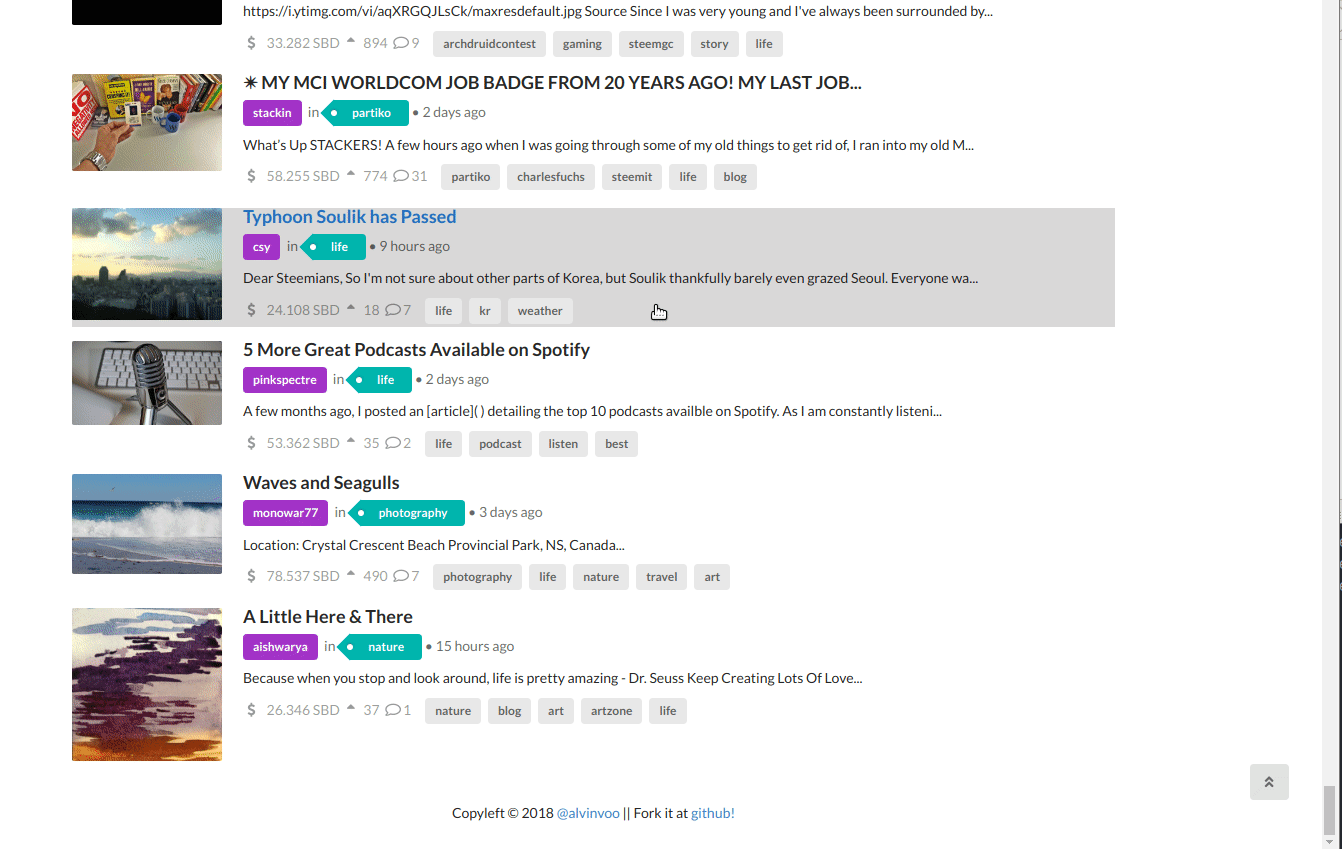 https://i.ytimg.com/vi/aqXRGQJLsCk/maxresdefault.jpg Source Since I was very young and I've always been surrounded by...
$ 33.282 SBD 894 9 archdruidcontest gaming steemgc story life
✴ MY MCI WORLDCOM JOB BADGE FROM 20 YEARS AGO! MY LAST JOB...
stackin in partiko • 2 days ago
What's Up STACKERS! A few hours ago when I was going through some of my old things to get rid of, I ran into my old M...
$ 58.255 SBD 774 31 partiko charlesfuchs steemit life blog
Typhoon Soulik has Passed
csy in life • 9 hours ago
Dear Steemians, So I'm not sure about other parts of Korea, but Soulik thankfully barely even grazed Seoul. Everyone wa...
$ 24.108 SBD 18 7 life kr weather
5 More Great Podcasts Available on Spotify
pinkspectre in life • 2 days ago
A few months ago, I posted an [article]( ) detailing the top 10 podcasts availble on Spotify. As I am constantly listeni...
$ 53.362 SBD 35 2 life podcast listen best
Waves and Seagulls
monowar77 in photography • 3 days ago
Location: Crystal Crescent Beach Provincial Park, NS, Canada...
$ 78.537 SBD 490 7 photography life nature travel art
A Little Here & There
aishwarya in nature • 15 hours ago
Because when you stop and look around, life is pretty amazing - Dr. Seuss Keep Creating Lots Of Love...
$ 26.346 SBD 37 1 nature blog art artzone life
Copyleft © 2018 @alvinvoo || Fork it at github!